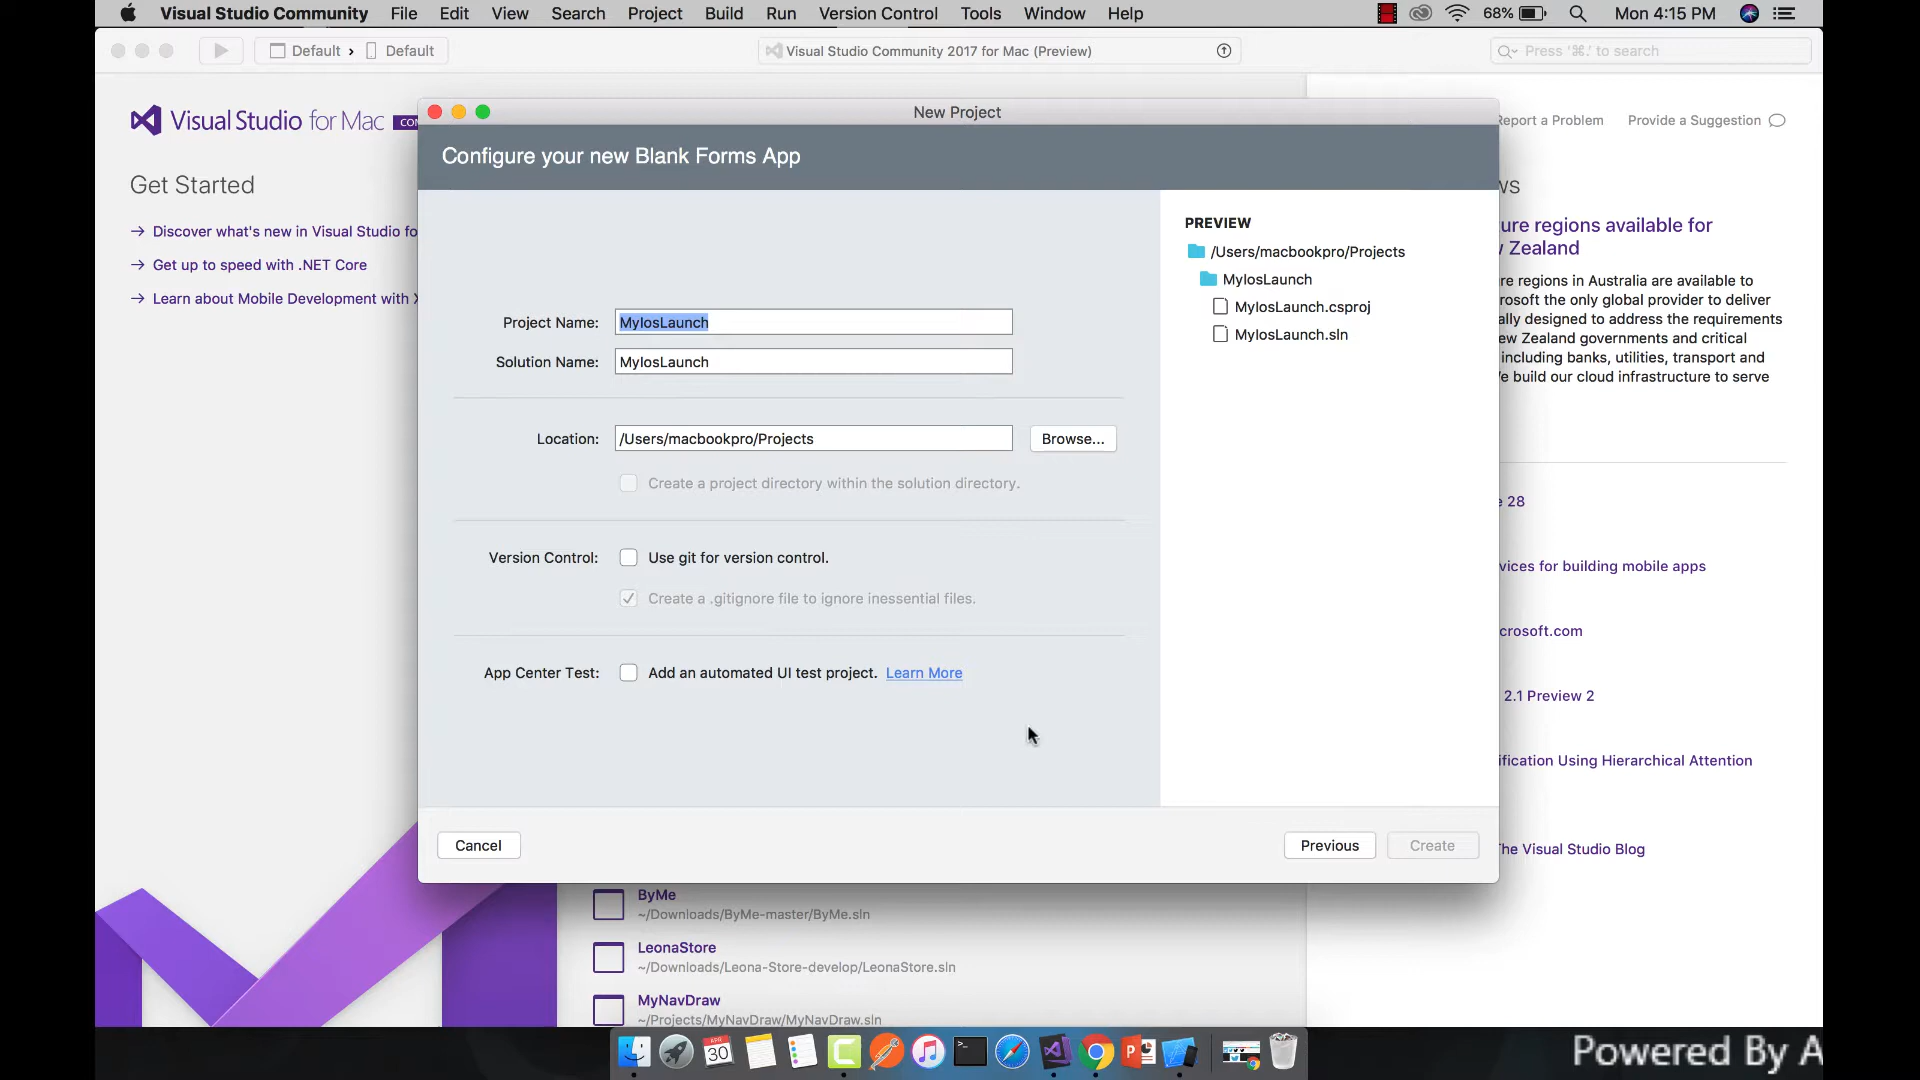 Visual Studio Community File Edit View Search Project Build Run Version Control Tools Window Help 68% Mon 4:15 PM
Default › Default Visual Studio Community 2017 for Mac (Preview) Press '⌘.' to search
Visual Studio for Mac
Report a Problem Provide a Suggestion
Get Started
→ Discover what's new in Visual Studio fo
→ Get up to speed with .NET Core
→ Learn about Mobile Development with
New Project
Configure your new Blank Forms App
Project Name: MyIosLaunch
Solution Name: MyIosLaunch
Location: /Users/macbookpro/Projects Browse...
Create a project directory within the solution directory.
Version Control: Use git for version control.
Create a .gitignore file to ignore inessential files.
App Center Test: Add an automated UI test project. Learn More
PREVIEW
/Users/macbookpro/Projects
MyIosLaunch
MyIosLaunch.csproj
MyIosLaunch.sln
Cancel Previous Create
ws
ure regions available for
Zealand
re regions in Australia are available to
rosoft the only global provider to deliver
ally designed to address the requirements
ew Zealand governments and critical
including banks, utilities, transport and
e build our cloud infrastructure to serve
28
vices for building mobile apps
crosoft.com
2.1 Preview 2
ification Using Hierarchical Attention
The Visual Studio Blog
ByMe
~/Downloads/ByMe-master/ByMe.sln
LeonaStore
~/Downloads/Leona-Store-develop/LeonaStore.sln
MyNavDraw
~/Projects/MyNavDraw/MyNavDraw.sln
30
Powered By A